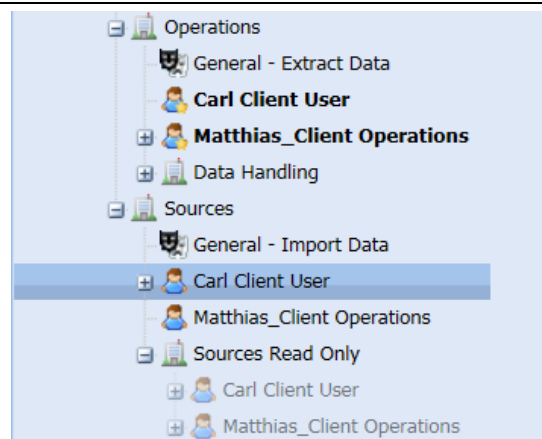 Operations
General - Extract Data
Carl Client User
Matthias_Client Operations
Data Handling
Sources
General - Import Data
Carl Client User
Matthias_Client Operations
Sources Read Only
Carl Client User
Matthias_Client Operations